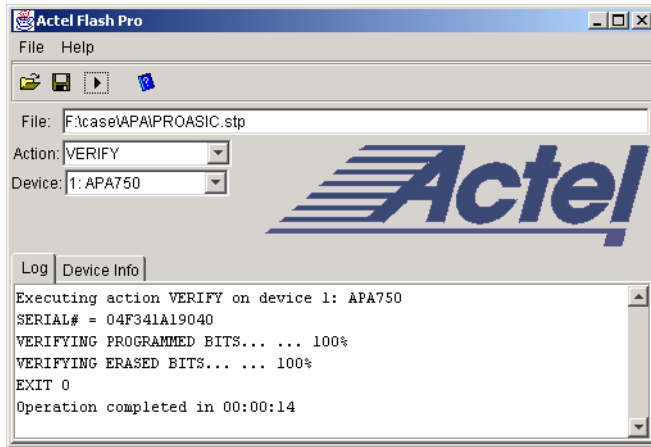 Actel Flash Pro
File Help
File: F:\case\APA\PROASIC.stp
Action: VERIFY
Device: 1: APA750
Actel
Log Device Info
Executing action VERIFY on device 1: APA750
SERIAL# = 04F341A19040
VERIFYING PROGRAMMED BITS... ... 100%
VERIFYING ERASED BITS... ... 100%
EXIT 0
Operation completed in 00:00:14